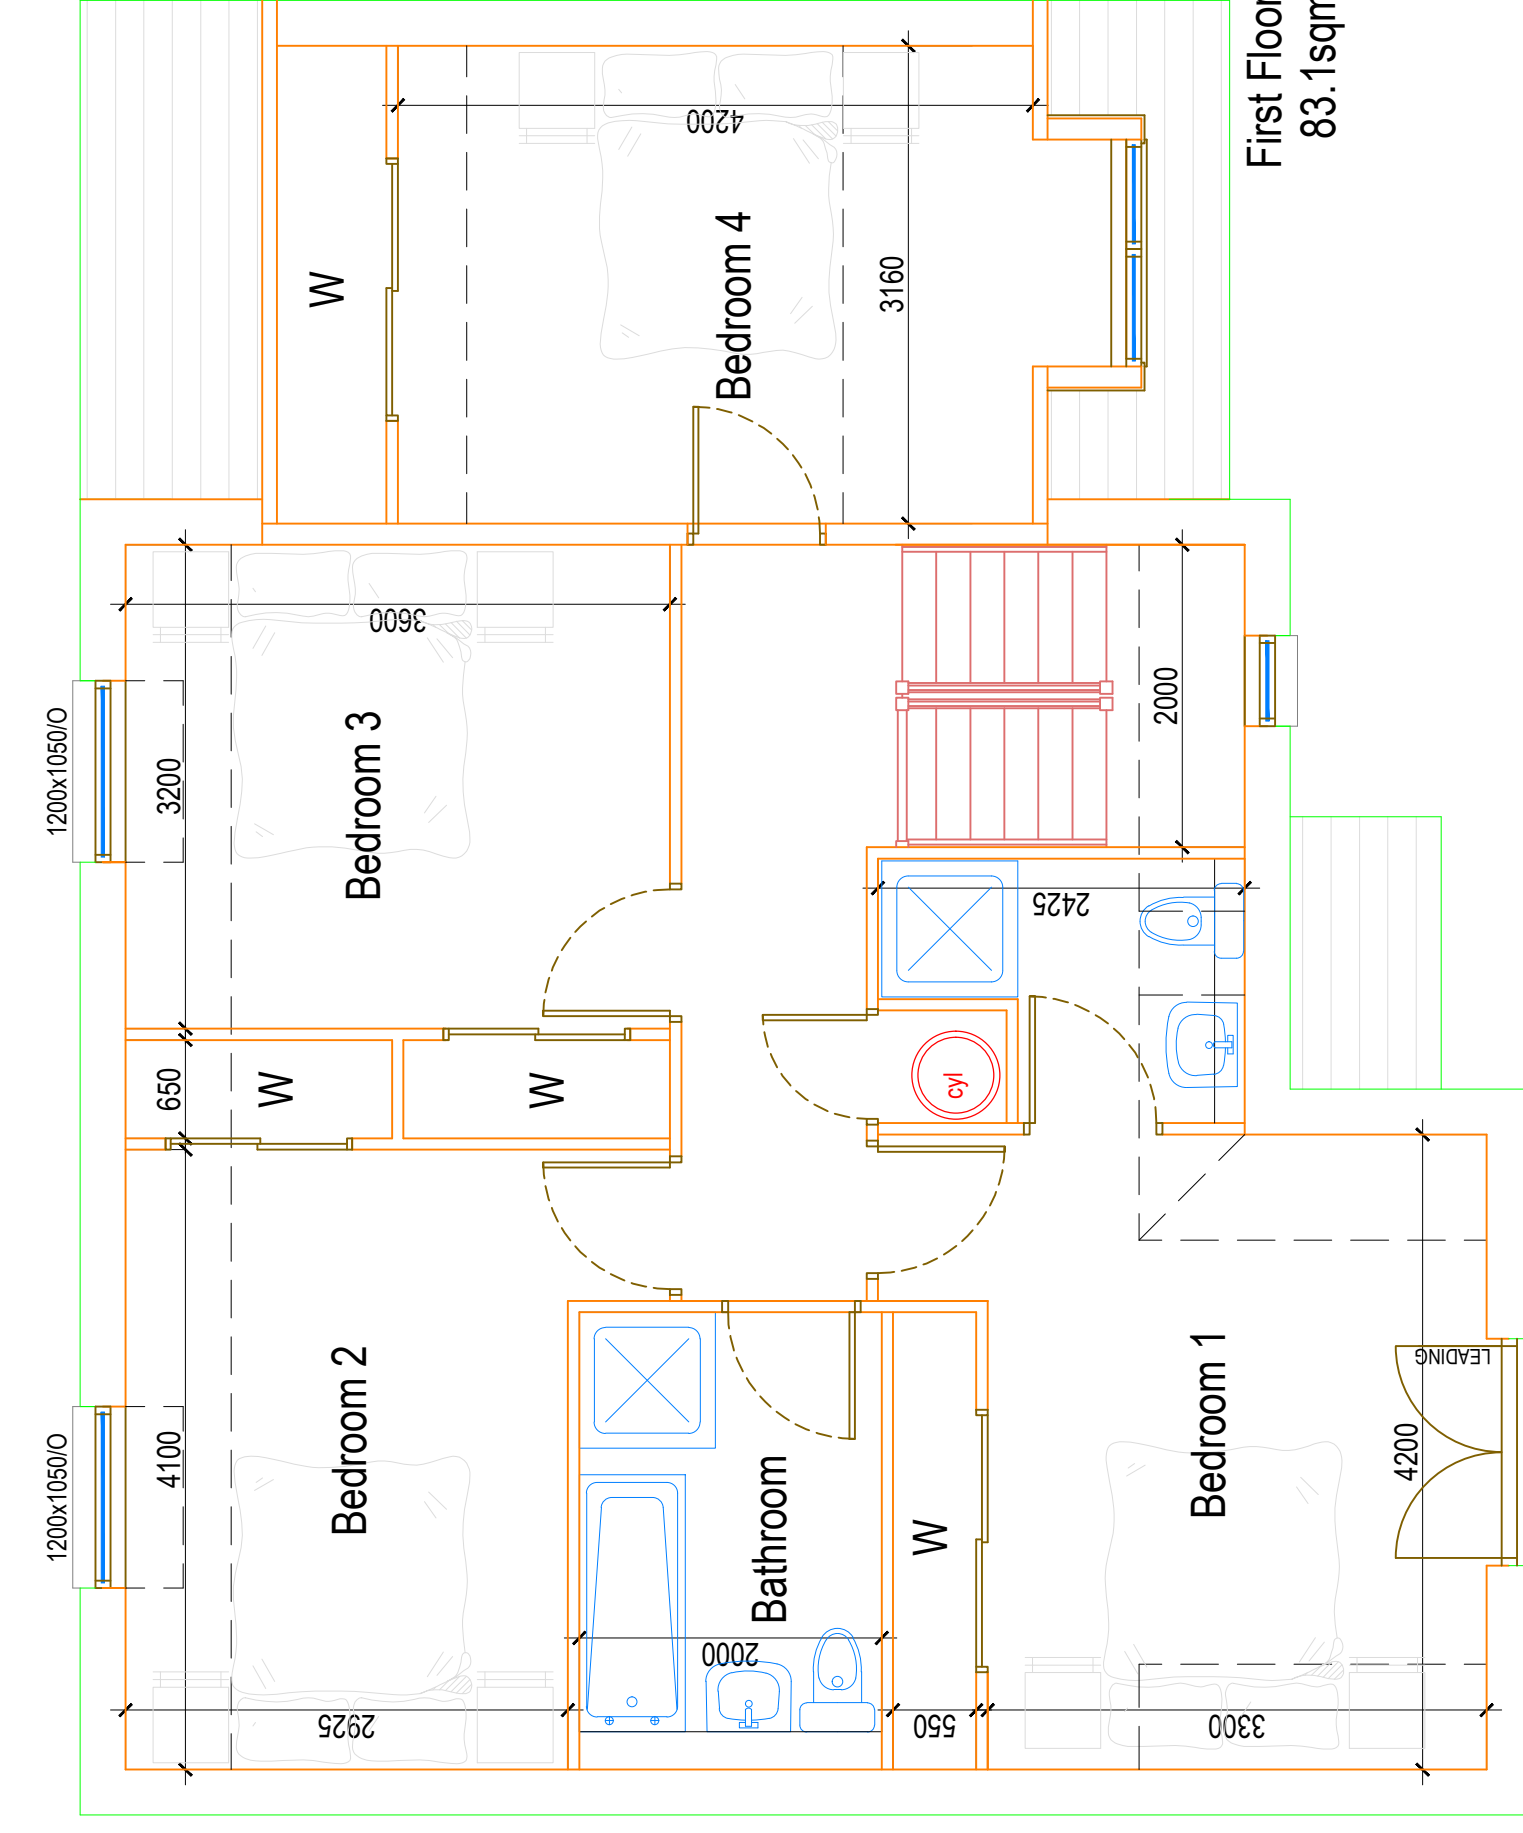 First Floor
83.1sqm
1200x1050/O
1200x1050/O
4100
650
3200
W
W
W
2925
3600
4200
Bedroom 2
Bedroom 3
Bedroom 4
Bathroom
2000
3160
W
cyl
550
2425
2000
Bedroom 1
3300
4200
LEADING